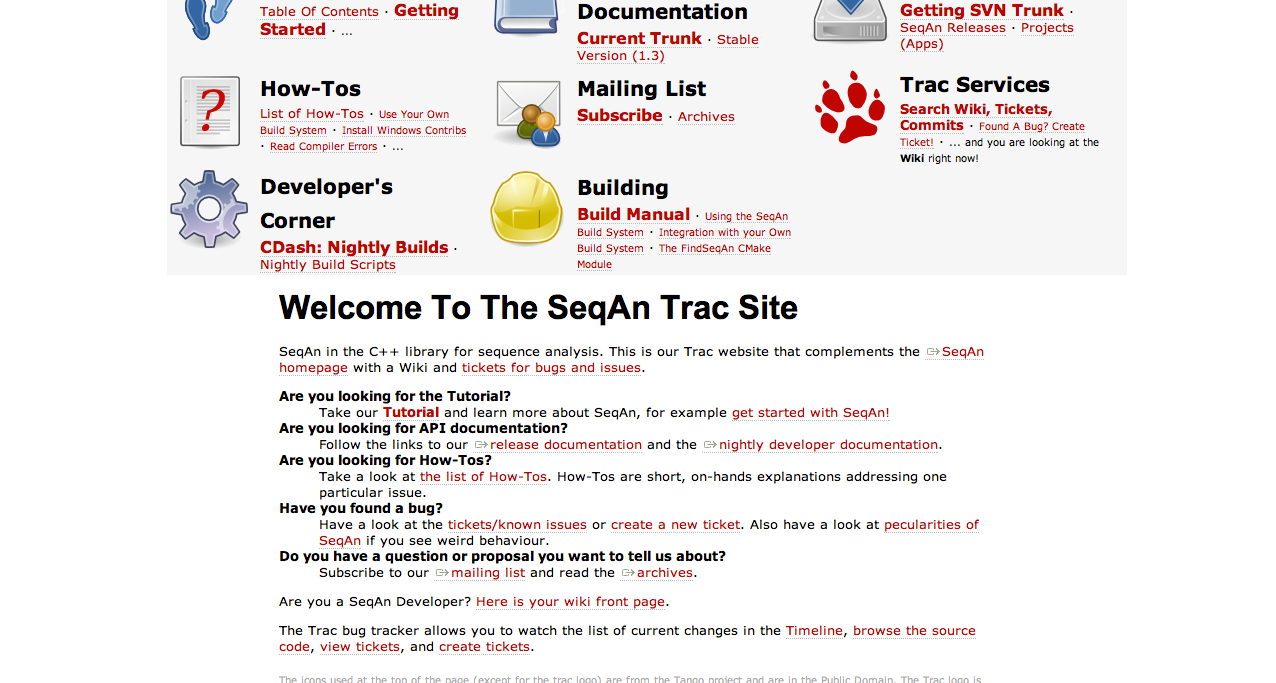 Table Of Contents · Getting
Started · ...
Documentation
Current Trunk · Stable
Version (1.3)
Getting SVN Trunk ·
SeqAn Releases · Projects
(Apps)
How-Tos
List of How-Tos · Use Your Own
Build System · Install Windows Contribs
· Read Compiler Errors · ...
Mailing List
Subscribe · Archives
Trac Services
Search Wiki, Tickets,
Commits · Found A Bug? Create
Ticket! · ... and you are looking at the
Wiki right now!
Developer's
Corner
CDash: Nightly Builds ·
Nightly Build Scripts
Building
Build Manual · Using the SeqAn
Build System · Integration with your Own
Build System · The FindSeqAn CMake
Module
Welcome To The SeqAn Trac Site
SeqAn in the C++ library for sequence analysis. This is our Trac website that complements the SeqAn
homepage with a Wiki and tickets for bugs and issues.
Are you looking for the Tutorial?
Take our Tutorial and learn more about SeqAn, for example get started with SeqAn!
Are you looking for API documentation?
Follow the links to our release documentation and the nightly developer documentation.
Are you looking for How-Tos?
Take a look at the list of How-Tos. How-Tos are short, on-hands explanations addressing one
particular issue.
Have you found a bug?
Have a look at the tickets/known issues or create a new ticket. Also have a look at pecularities of
SeqAn if you see weird behaviour.
Do you have a question or proposal you want to tell us about?
Subscribe to our mailing list and read the archives.
Are you a SeqAn Developer? Here is your wiki front page.
The Trac bug tracker allows you to watch the list of current changes in the Timeline, browse the source
code, view tickets, and create tickets.
The icons used at the top of the page (except for the trac logo) are from the Tango project and are in the Public Domain. The Trac logo is